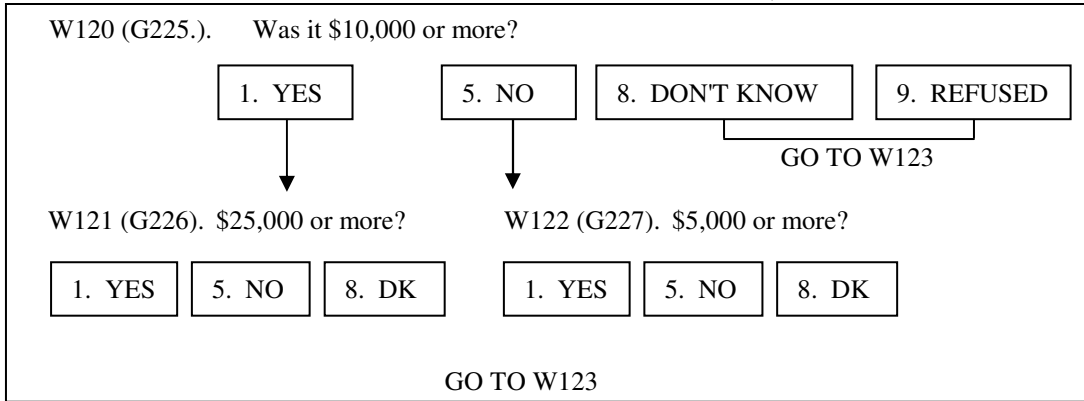 W120 (G225.). Was it $10,000 or more?
1. YES 5. NO 8. DON'T KNOW 9. REFUSED
GO TO W123
W121 (G226). $25,000 or more? W122 (G227). $5,000 or more?
1. YES 5. NO 8. DK 1. YES 5. NO 8. DK
GO TO W123